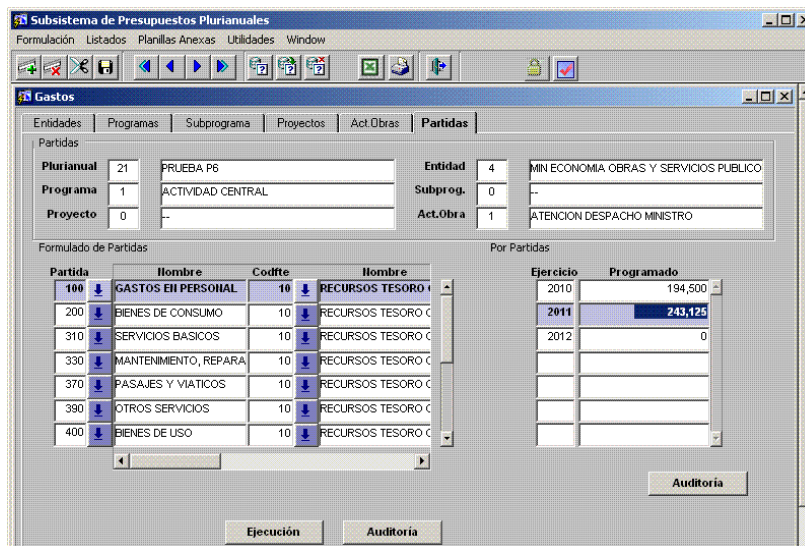 Subsistema de Presupuestos Plurianuales
Formulación Listados Planillas Anexas Utilidades Window
Gastos
Entidades Programas Subprograma Proyectos Act.Obras Partidas
Partidas
Plurianual 21 PRUEBA P6 Entidad 4 MIN ECONOMIA OBRAS Y SERVICIOS PUBLICO
Programa 1 ACTIVIDAD CENTRAL Subprog. 0 --
Proyecto 0 -- Act.Obra 1 ATENCION DESPACHO MINISTRO
Formulado de Partidas Por Partidas
Partida Nombre Codfte Nombre Ejercicio Programado
100 GASTOS EN PERSONAL 10 RECURSOS TESORO 2010 194,500
200 BIENES DE CONSUMO 10 RECURSOS TESORO 2011 243,125
310 SERVICIOS BASICOS 10 RECURSOS TESORO 2012 0
330 MANTENIMIENTO, REPARA 10 RECURSOS TESORO
370 PASAJES Y VIATICOS 10 RECURSOS TESORO
390 OTROS SERVICIOS 10 RECURSOS TESORO
400 BIENES DE USO 10 RECURSOS TESORO
Auditoría
Ejecución Auditoría